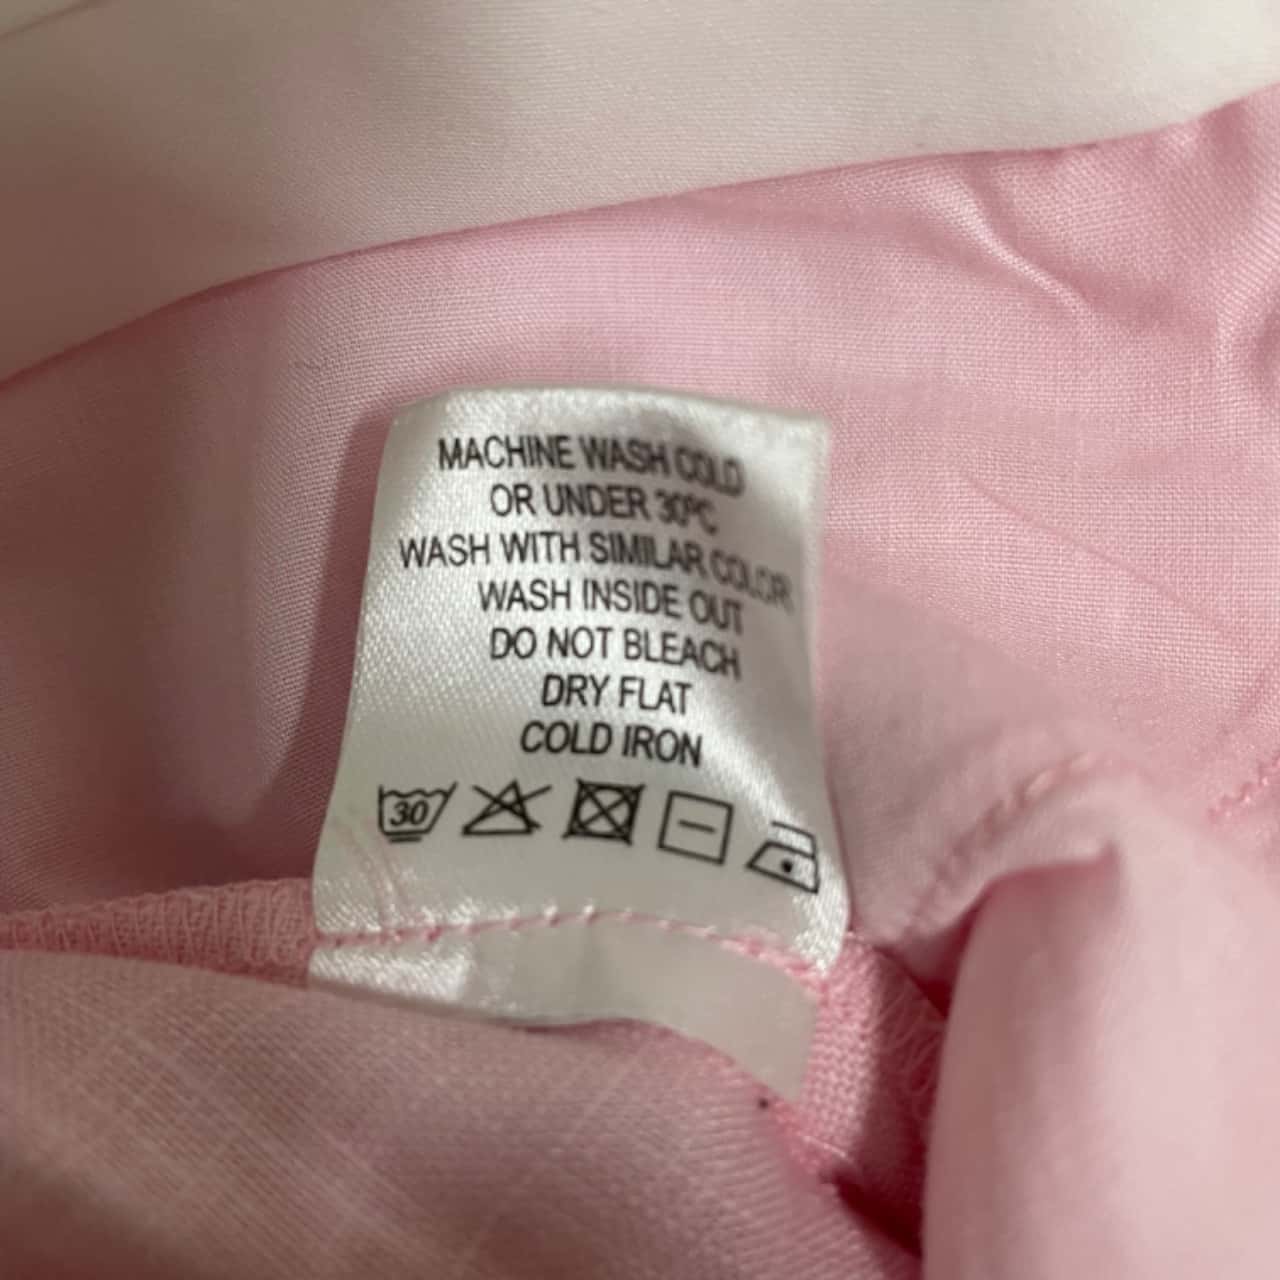 MACHINE WASH COLD
OR UNDER 30ºC
WASH WITH SIMILAR COLOR
WASH INSIDE OUT
DO NOT BLEACH
DRY FLAT
COLD IRON
30